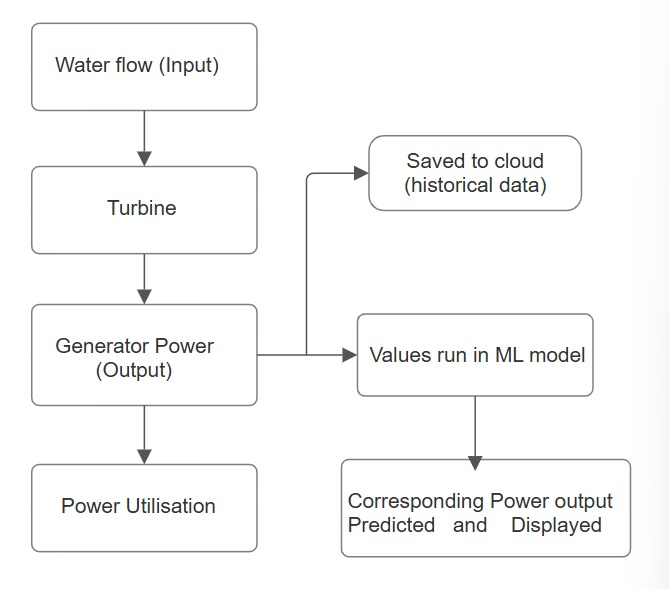 Water flow (Input)
Turbine
Generator Power
(Output)
Power Utilisation
Saved to cloud
(historical data)
Values run in ML model
Corresponding Power output
Predicted and Displayed